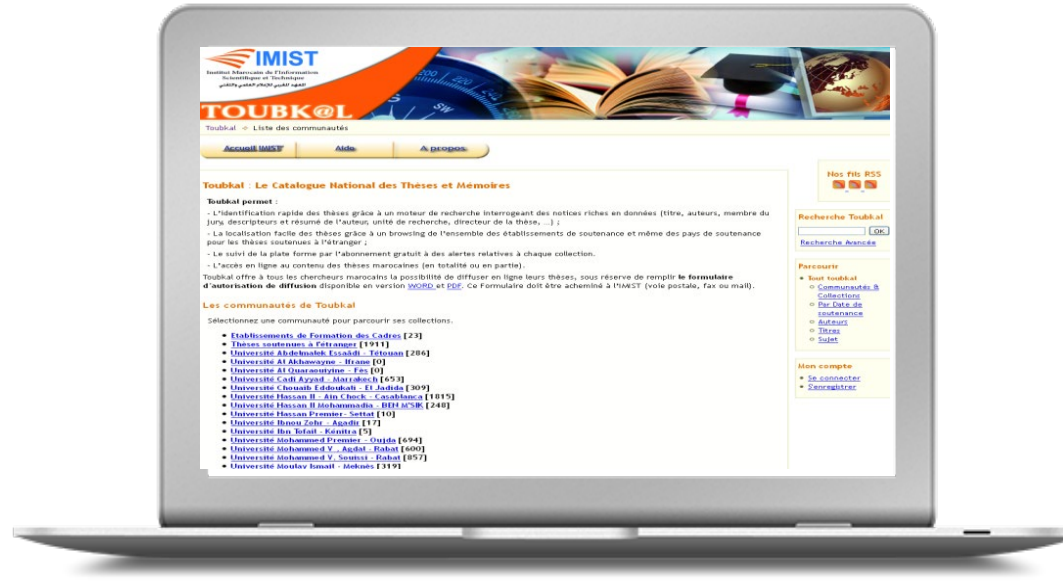 IMIST
Institut Marocain de l'Information
Scientifique et Technique
المعهد المغربي للإعلام العلمي والتقني
TOUBK@L
Toubkal Liste des communautés
Accueil IMIST Aide A propos
Toubkal : Le Catalogue National des Thèses et Mémoires
Toubkal permet :
- L'identification rapide des thèses grâce à un moteur de recherche interrogeant des notices riches en données (titre, auteurs, membre du
jury, descripteurs et résumé de l'auteur, unité de recherche, directeur de la thèse, ...) ;
- La localisation facile des thèses grâce à un browsing de l'ensemble des établissements de soutenance et même des pays de soutenance
pour les thèses soutenues à l'étranger ;
- Le suivi de la plate forme par l'abonnement gratuit à des alertes relatives à chaque collection.
- L'accès en ligne au contenu des thèses marocaines (en totalité ou en partie).
Toubkal offre à tous les chercheurs marocains la possibilité de diffuser en ligne leurs thèses, sous réserve de remplir le formulaire
d'autorisation de diffusion disponible en version WORD et PDF. Ce Formulaire doit être acheminé à l'IMIST (voie postale, fax ou mail).
Les communautés de Toubkal
Sélectionnez une communauté pour parcourir ses collections.
Etablissements de Formation des Cadres [23]
Thèses soutenues à l'étranger [1911]
Université Abdelmalek Essaâdi - Tétouan [286]
Université Al Akhawayne - Ifrane [0]
Université Al Quaraouiyine - Fès [0]
Université Cadi Ayyad - Marrakech [653]
Université Chouaib Eddoukali - El Jadida [309]
Université Hassan II - Ain Chock - Casablanca [1815]
Université Hassan II Mohammadia - BEN M'SIK [248]
Université Hassan Premier- Settat [10]
Université Ibnou Zohr - Agadir [17]
Université Ibn Tofail - Kénitra [5]
Université Mohammed Premier - Oujda [694]
Université Mohammed V , Agdal - Rabat [600]
Université Mohammed V, Souissi - Rabat [857]
Université Moulay Ismail - Meknès [319]
Nos fils RSS
Recherche Toubkal
OK
Recherche Avancée
Parcourir
Tout toubkal
Communautés &
Collections
Par Date de
soutenance
Auteurs
Titres
Sujet
Mon compte
Se connecter
S'enregistrer
200 220
S SW